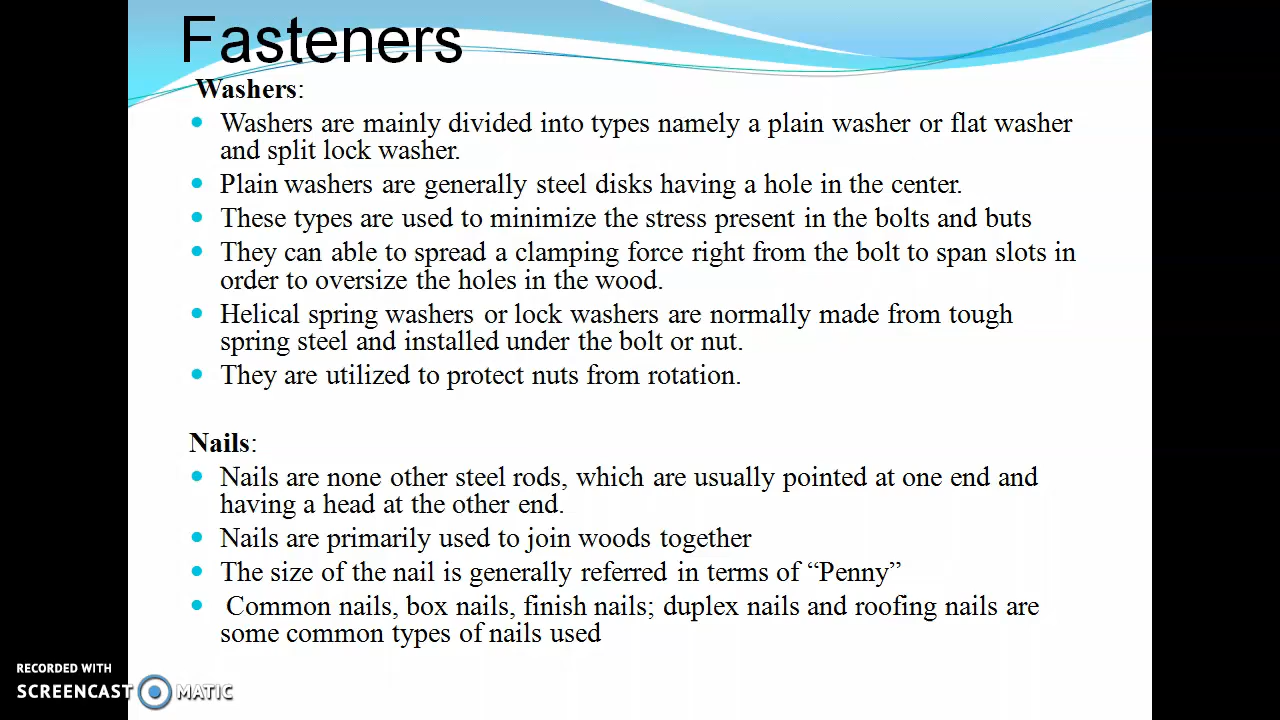 Fasteners
Washers:
• Washers are mainly divided into types namely a plain washer or flat washer
and split lock washer.
• Plain washers are generally steel disks having a hole in the center.
• These types are used to minimize the stress present in the bolts and buts
• They can able to spread a clamping force right from the bolt to span slots in
order to oversize the holes in the wood.
• Helical spring washers or lock washers are normally made from tough
spring steel and installed under the bolt or nut.
• They are utilized to protect nuts from rotation.
Nails:
• Nails are none other steel rods, which are usually pointed at one end and
having a head at the other end.
• Nails are primarily used to join woods together
• The size of the nail is generally referred in terms of “Penny”
• Common nails, box nails, finish nails; duplex nails and roofing nails are
some common types of nails used
RECORDED WITH
SCREENCAST MATIC